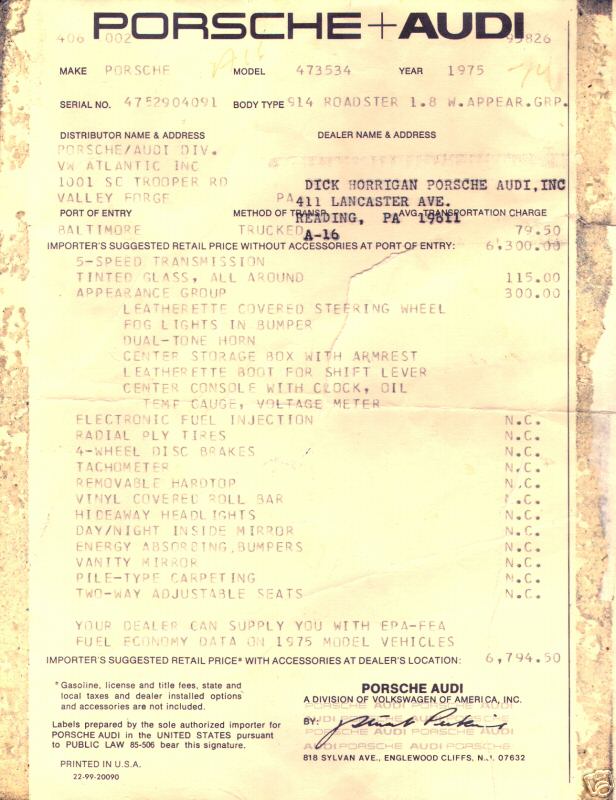 PORSCHE+AUDI
406 002 95826
MAKE PORSCHE MODEL 473534 YEAR 1975
SERIAL NO. 4752904091 BODY TYPE 914 ROADSTER 1.8 W.APPEAR.GRP.
DISTRIBUTOR NAME & ADDRESS DEALER NAME & ADDRESS
PORSCHE/AUDI DIV.
VW ATLANTIC INC
1001 SO TROOPER RD DICK HORRIGAN PORSCHE AUDI,INC
VALLEY FORGE PA 411 LANCASTER AVE.
PORT OF ENTRY METHOD OF TRANSP. AVG. TRANSPORTATION CHARGE
READING, PA 19611
BALTIMORE TRUCKED A-16 79.50
IMPORTER'S SUGGESTED RETAIL PRICE WITHOUT ACCESSORIES AT PORT OF ENTRY: 6,300.00
5-SPEED TRANSMISSION
TINTED GLASS, ALL AROUND 115.00
APPEARANCE GROUP 300.00
LEATHERETTE COVERED STEERING WHEEL
FOG LIGHTS IN BUMPER
DUAL-TONE HORN
CENTER STORAGE BOX WITH ARMREST
LEATHERETTE BOOT FOR SHIFT LEVER
CENTER CONSOLE WITH CLOCK, OIL
TEMP GAUGE, VOLTAGE METER
ELECTRONIC FUEL INJECTION N.C.
RADIAL PLY TIRES N.C.
4-WHEEL DISC BRAKES N.C.
TACHOMETER N.C.
REMOVABLE HARDTOP N.C.
VINYL COVERED ROLL BAR N.C.
HIDEAWAY HEADLIGHTS N.C.
DAY/NIGHT INSIDE MIRROR N.C.
ENERGY ABSORBING,BUMPERS N.C.
VANITY MIRROR N.C.
PILE-TYPE CARPETING N.C.
TWO-WAY ADJUSTABLE SEATS N.C.
YOUR DEALER CAN SUPPLY YOU WITH EPA-FEA
FUEL ECONOMY DATA ON 1975 MODEL VEHICLES
IMPORTER'S SUGGESTED RETAIL PRICE* WITH ACCESSORIES AT DEALER'S LOCATION: 6,794.50
*Gasoline, license and title fees, state and
local taxes and dealer installed options
and accessories are not included.
Labels prepared by the sole authorized importer for
PORSCHE AUDI in the UNITED STATES pursuant
to PUBLIC LAW 85-506 bear this signature.
PRINTED IN U.S.A.
22-99-20090
PORSCHE AUDI
A DIVISION OF VOLKSWAGEN OF AMERICA, INC.
BY: Stuart Perkins
818 SYLVAN AVE., ENGLEWOOD CLIFFS, N.J. 07632